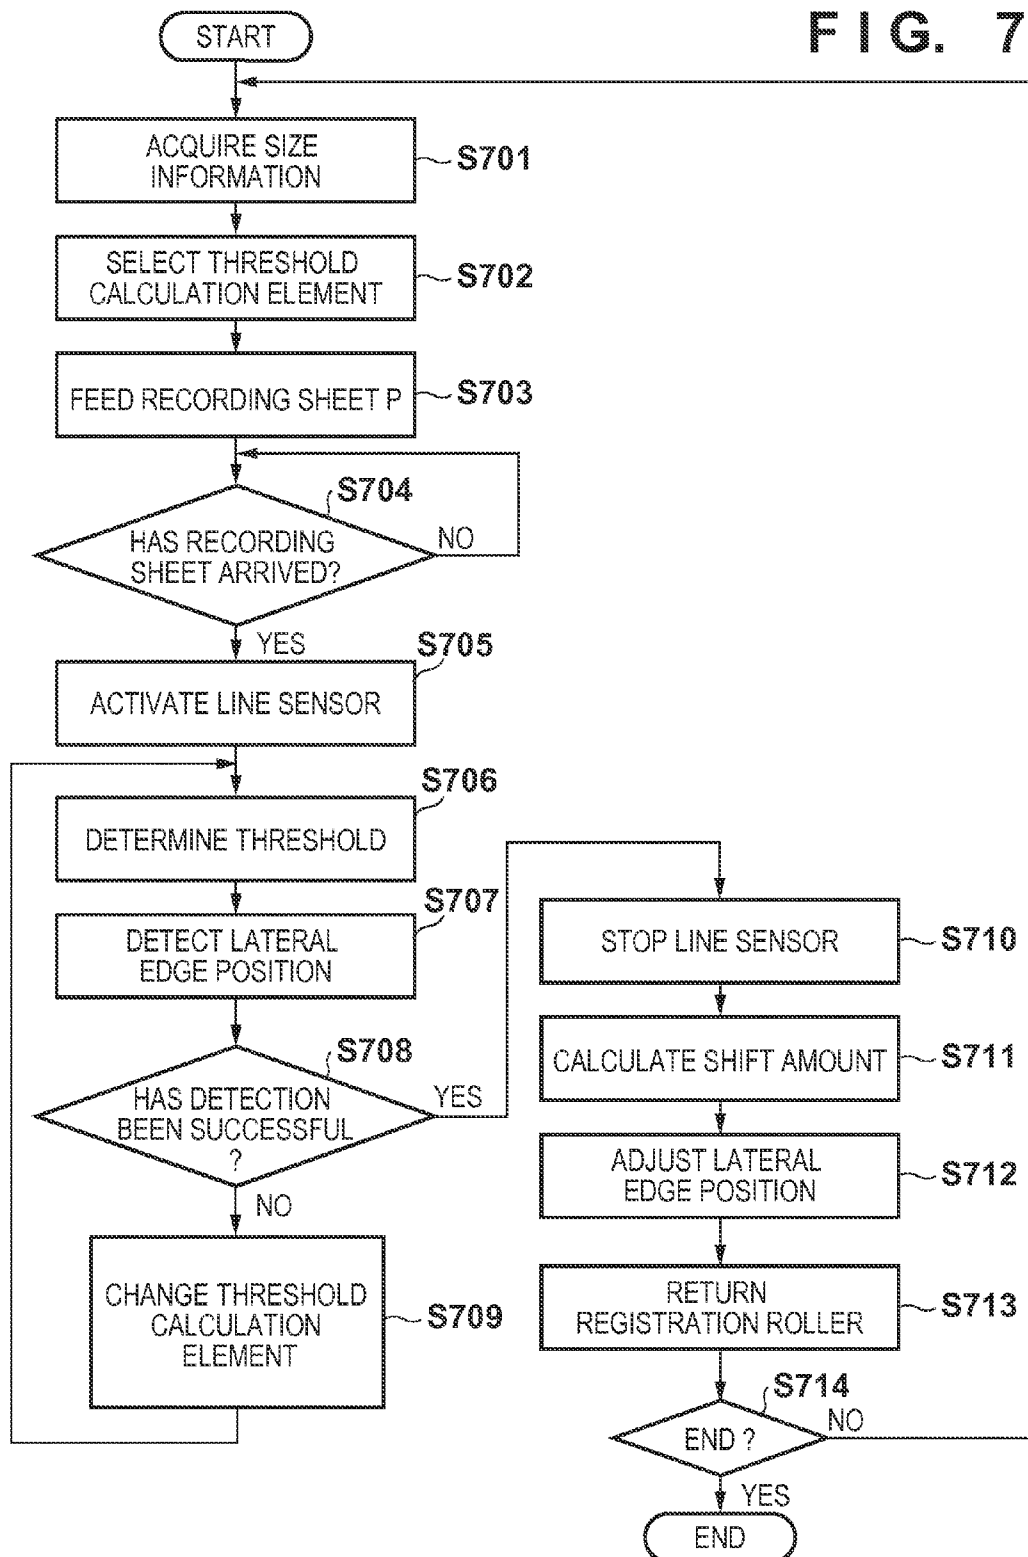 FIG. 7
START
ACQUIRE SIZE
INFORMATION
S701
SELECT THRESHOLD
CALCULATION ELEMENT
S702
FEED RECORDING SHEET P
S703
S704
HAS RECORDING
SHEET ARRIVED?
NO
YES
S705
ACTIVATE LINE SENSOR
S706
DETERMINE THRESHOLD
S707
DETECT LATERAL
EDGE POSITION
S708
HAS DETECTION
BEEN SUCCESSFUL
?
YES
NO
CHANGE THRESHOLD
CALCULATION
ELEMENT
S709
STOP LINE SENSOR
S710
CALCULATE SHIFT AMOUNT
S711
ADJUST LATERAL
EDGE POSITION
S712
RETURN
REGISTRATION ROLLER
S713
S714
END ?
NO
YES
END